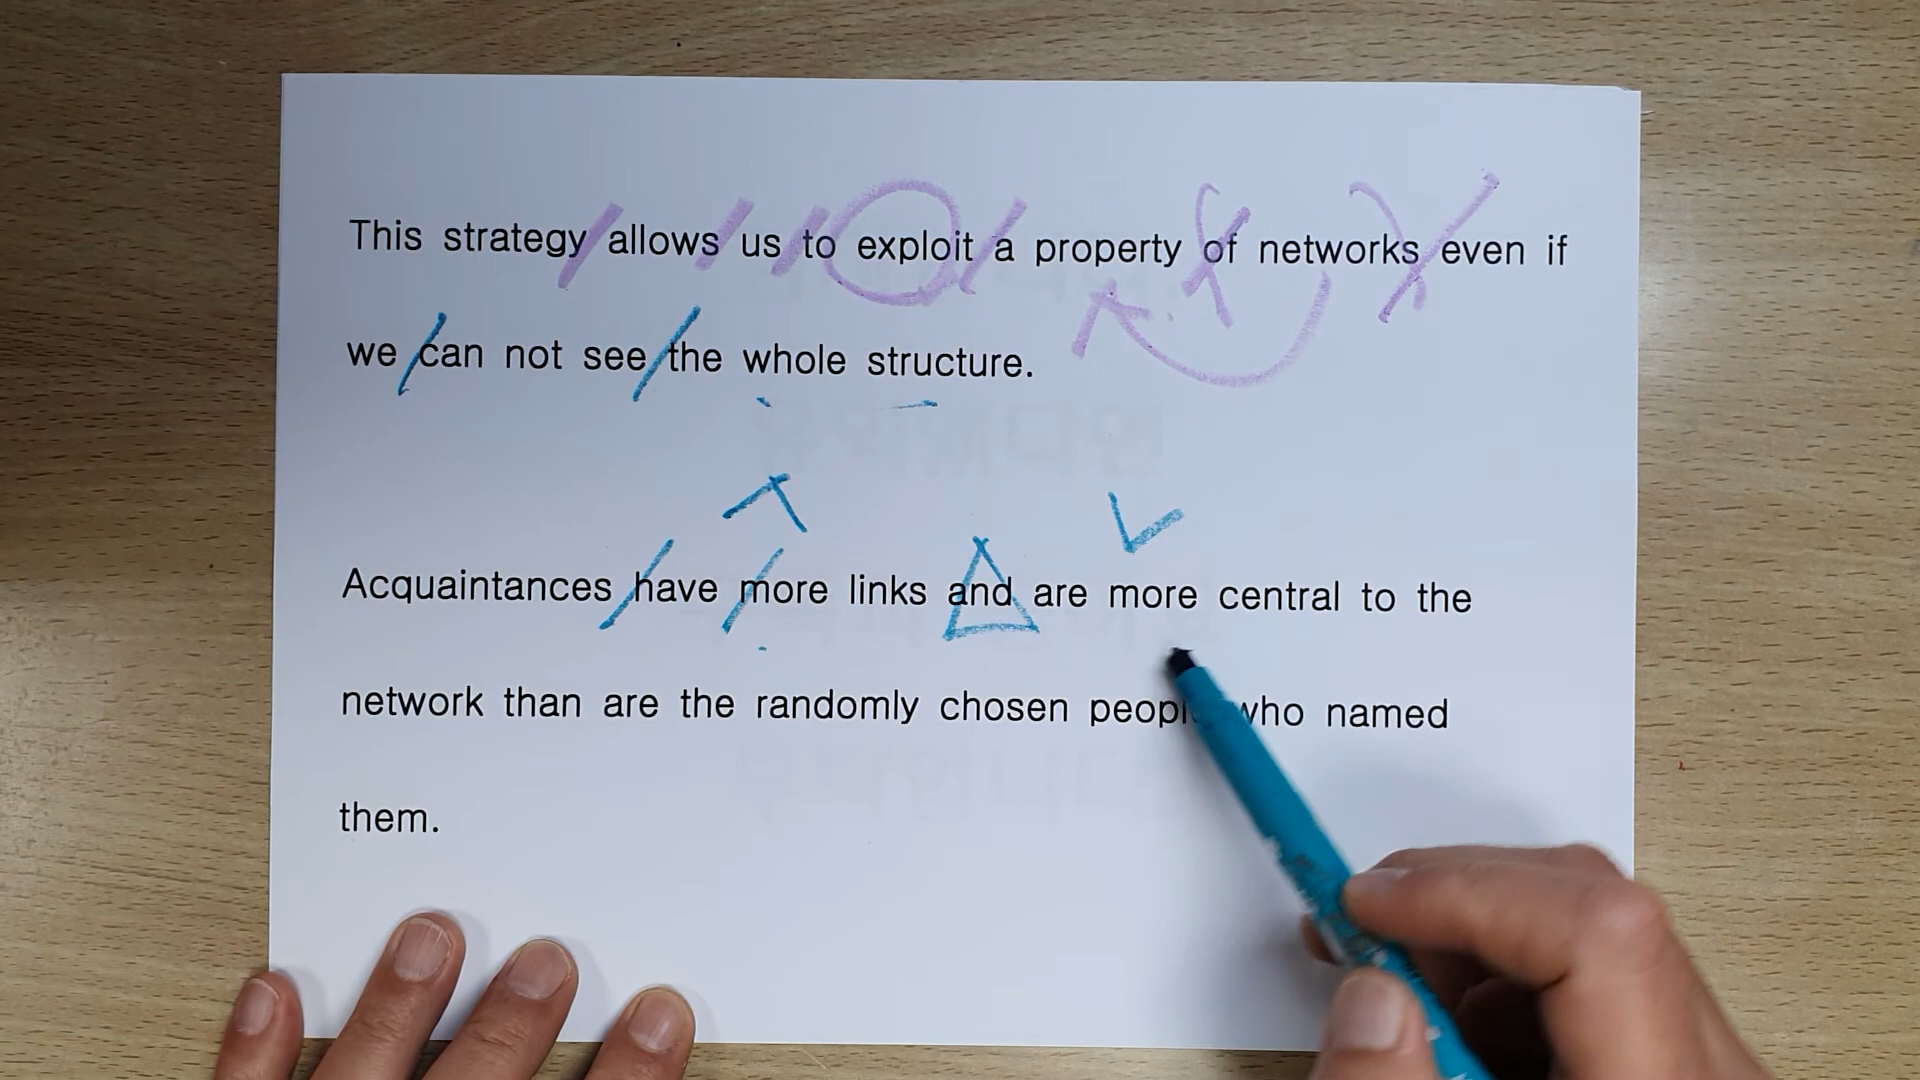 This strategy allows us to exploit a property of networks even if
we can not see the whole structure.
Acquaintances have more links and are more central to the
network than are the randomly chosen people who named
them.